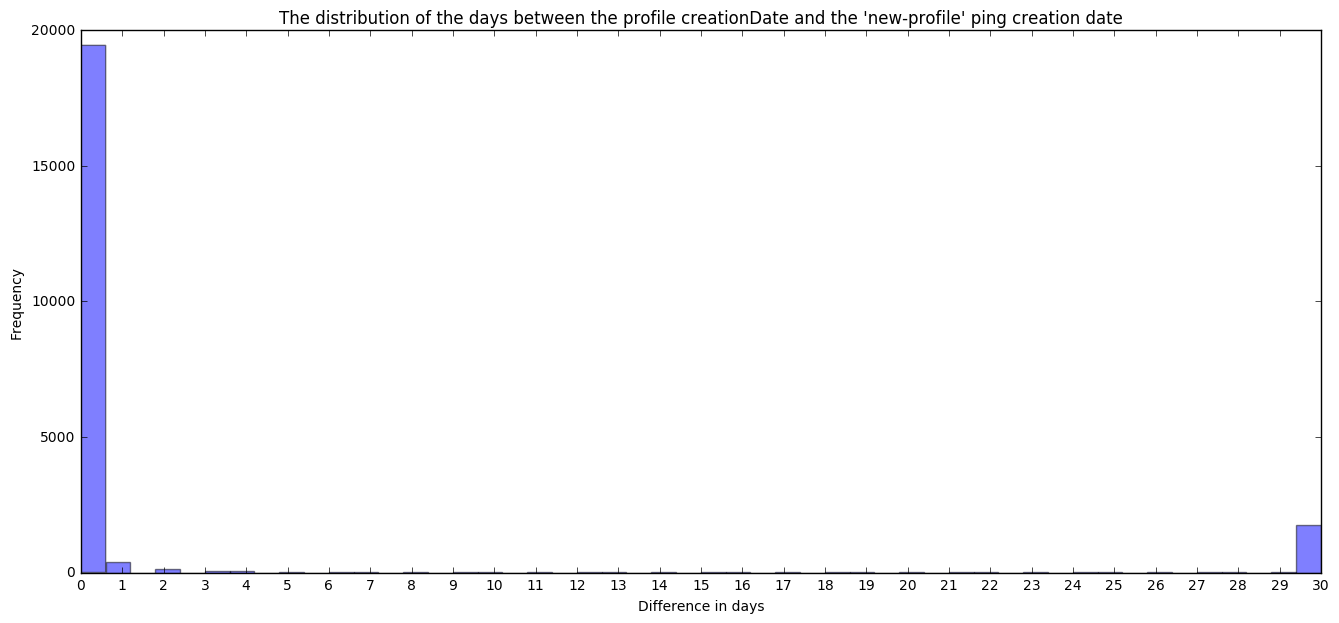 The distribution of the days between the profile creationDate and the 'new-profile' ping creation date
20000
15000
10000
5000
0
Frequency
0 1 2 3 4 5 6 7 8 9 10 11 12 13 14 15 16 17 18 19 20 21 22 23 24 25 26 27 28 29 30
Difference in days